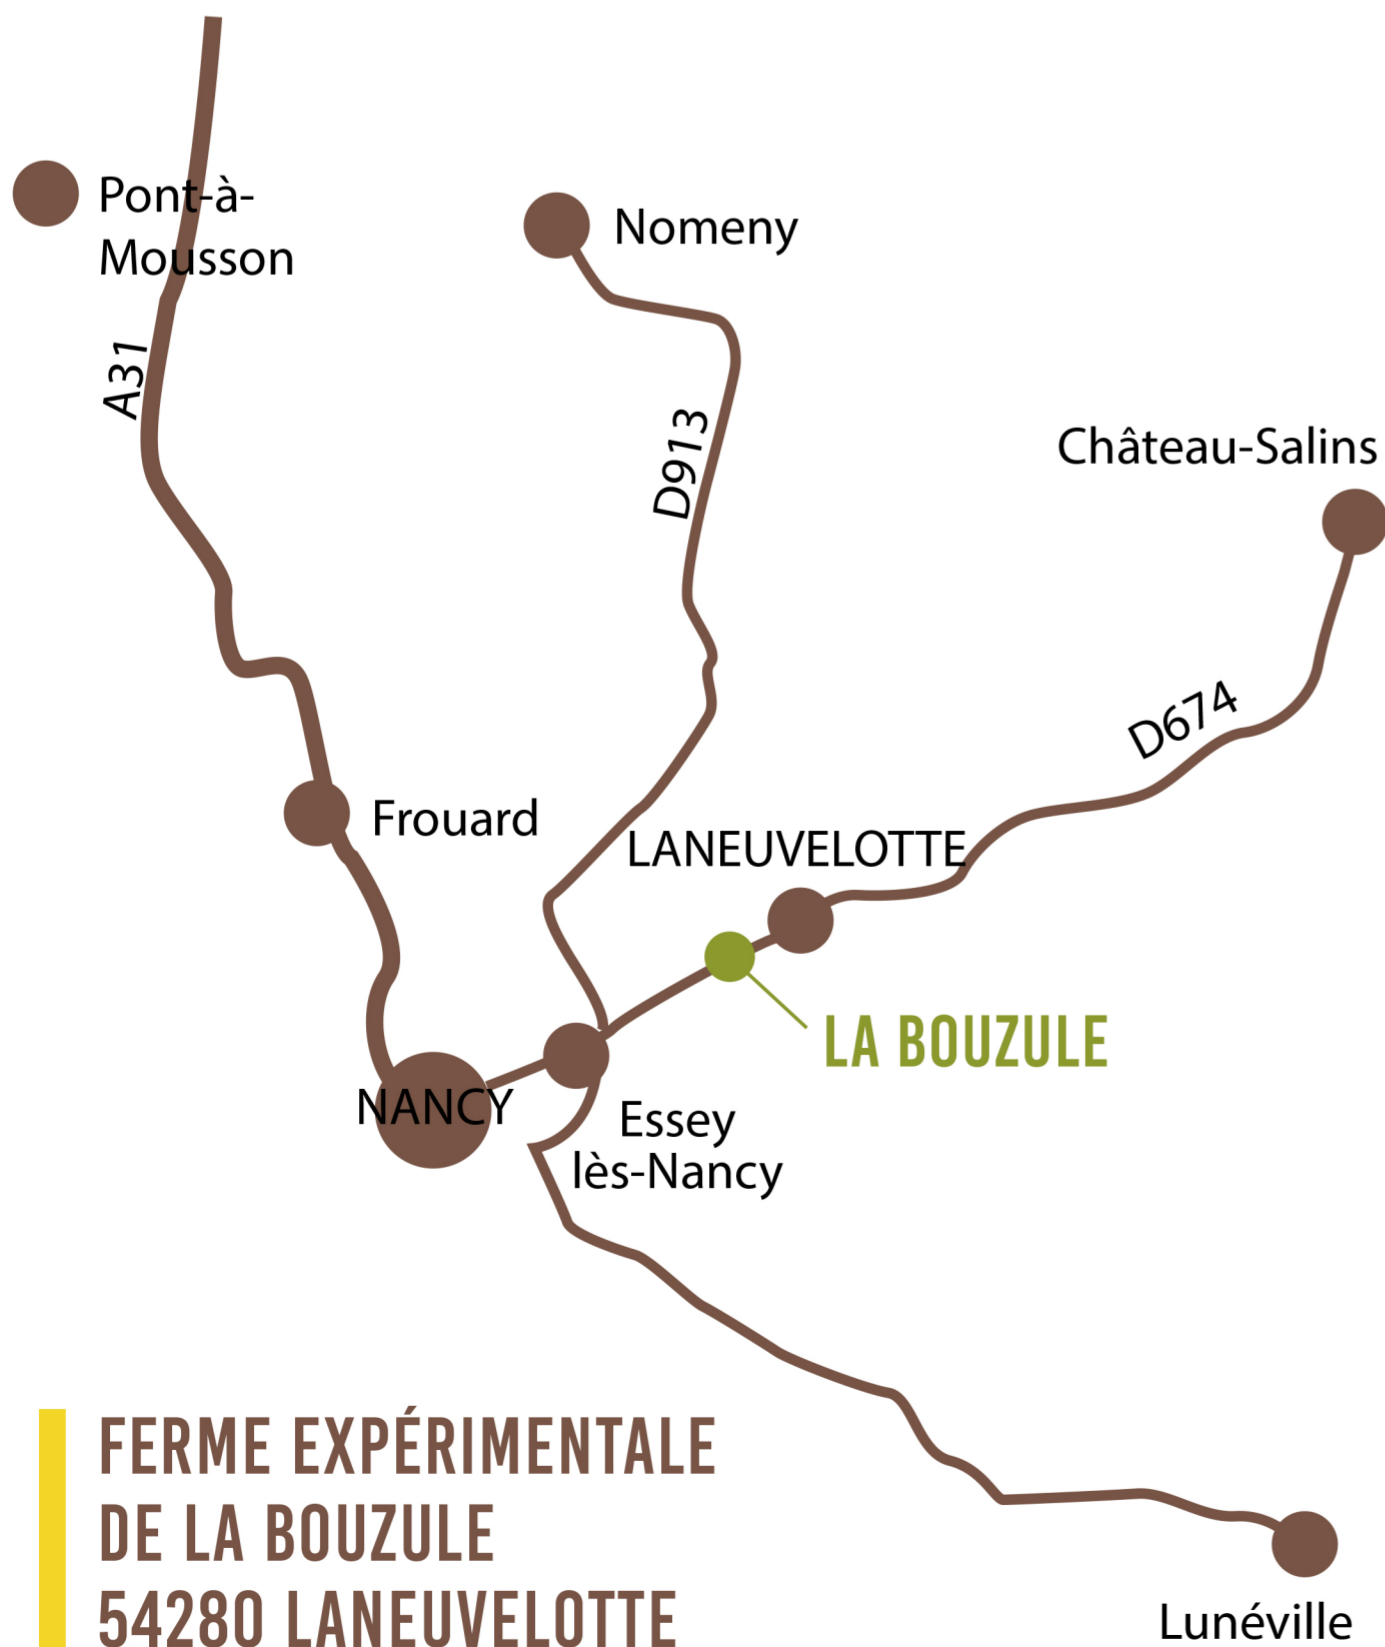 Pont-à-
Mousson
Nomeny
A31
D913
Château-Salins
D674
Frouard
LANEUVELOTTE
LA BOUZULE
NANCY
Essey
lès-Nancy
FERME EXPÉRIMENTALE
DE LA BOUZULE
54280 LANEUVELOTTE
Lunéville